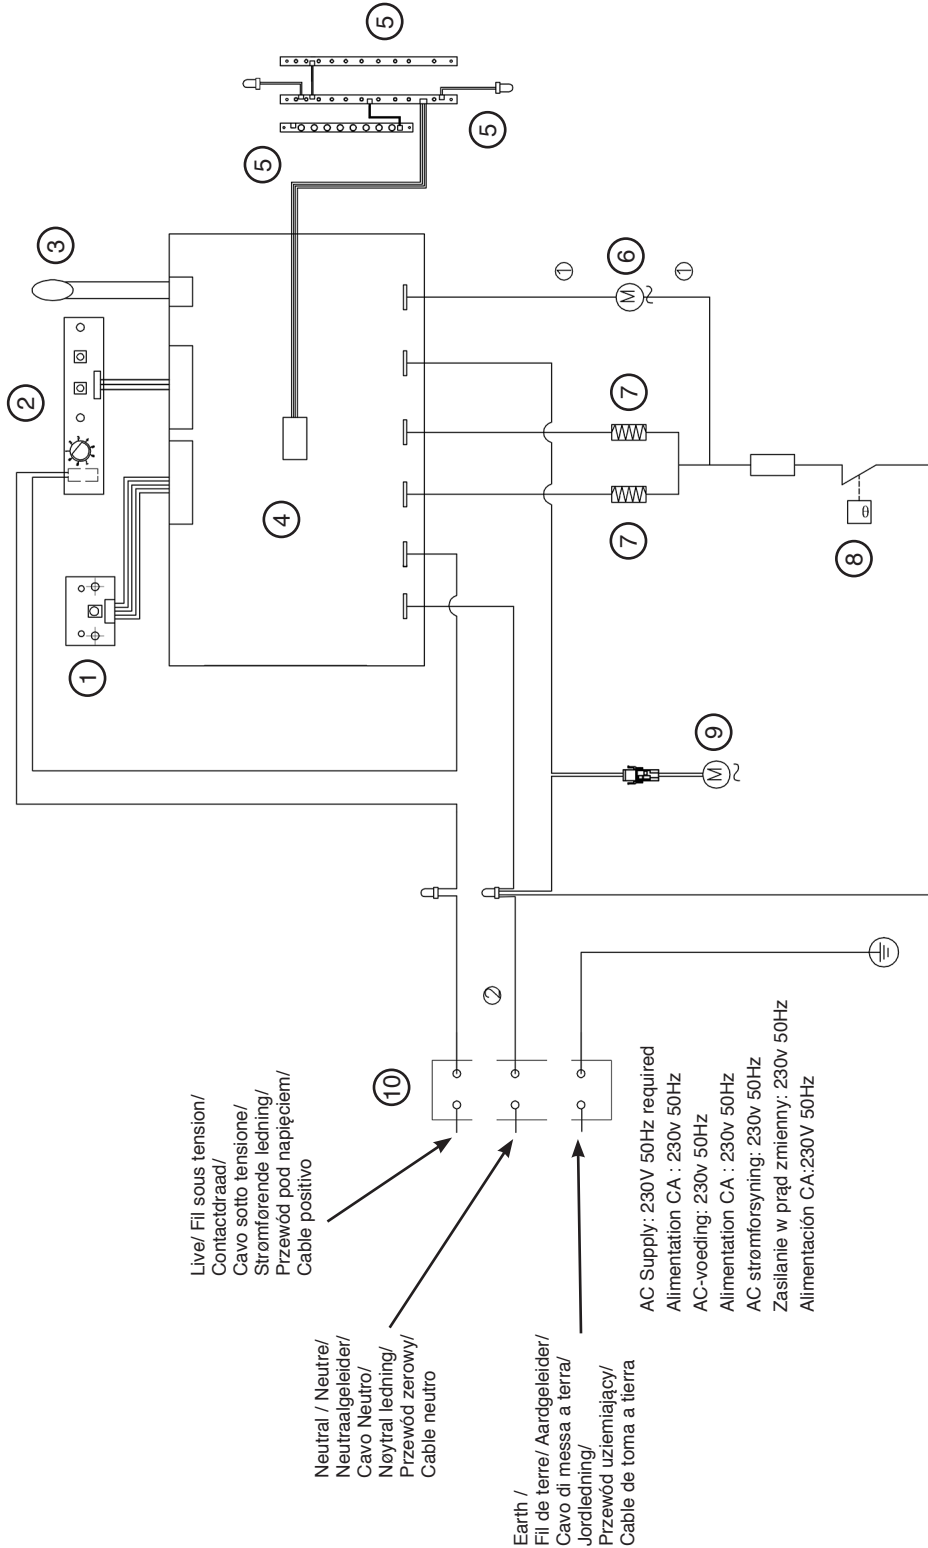 Live/ Fil sous tension/
Contactdraad/
Cavo sotto tensione/
Strømførende ledning/
Przewód pod napięciem/
Cable positivo
Neutral / Neutre/
Neutraalgeleider/
Cavo Neutro/
Nøytral ledning/
Przewód zerowy/
Cable neutro
Earth /
Fil de terre/ Aardgeleider/
Cavo di messa a terra/
Jordledning/
Przewód uziemiający/
Cable de toma a tierra
AC Supply: 230V 50Hz required
Alimentation CA : 230v 50Hz
AC-voeding: 230v 50Hz
Alimentation CA : 230v 50Hz
AC strømforsyning: 230v 50Hz
Zasilanie w prąd zmienny: 230v 50Hz
Alimentación CA:230V 50Hz
10
2
1
2
3
4
5
5
5
1
6
M
1
7
7
θ
8
9
M